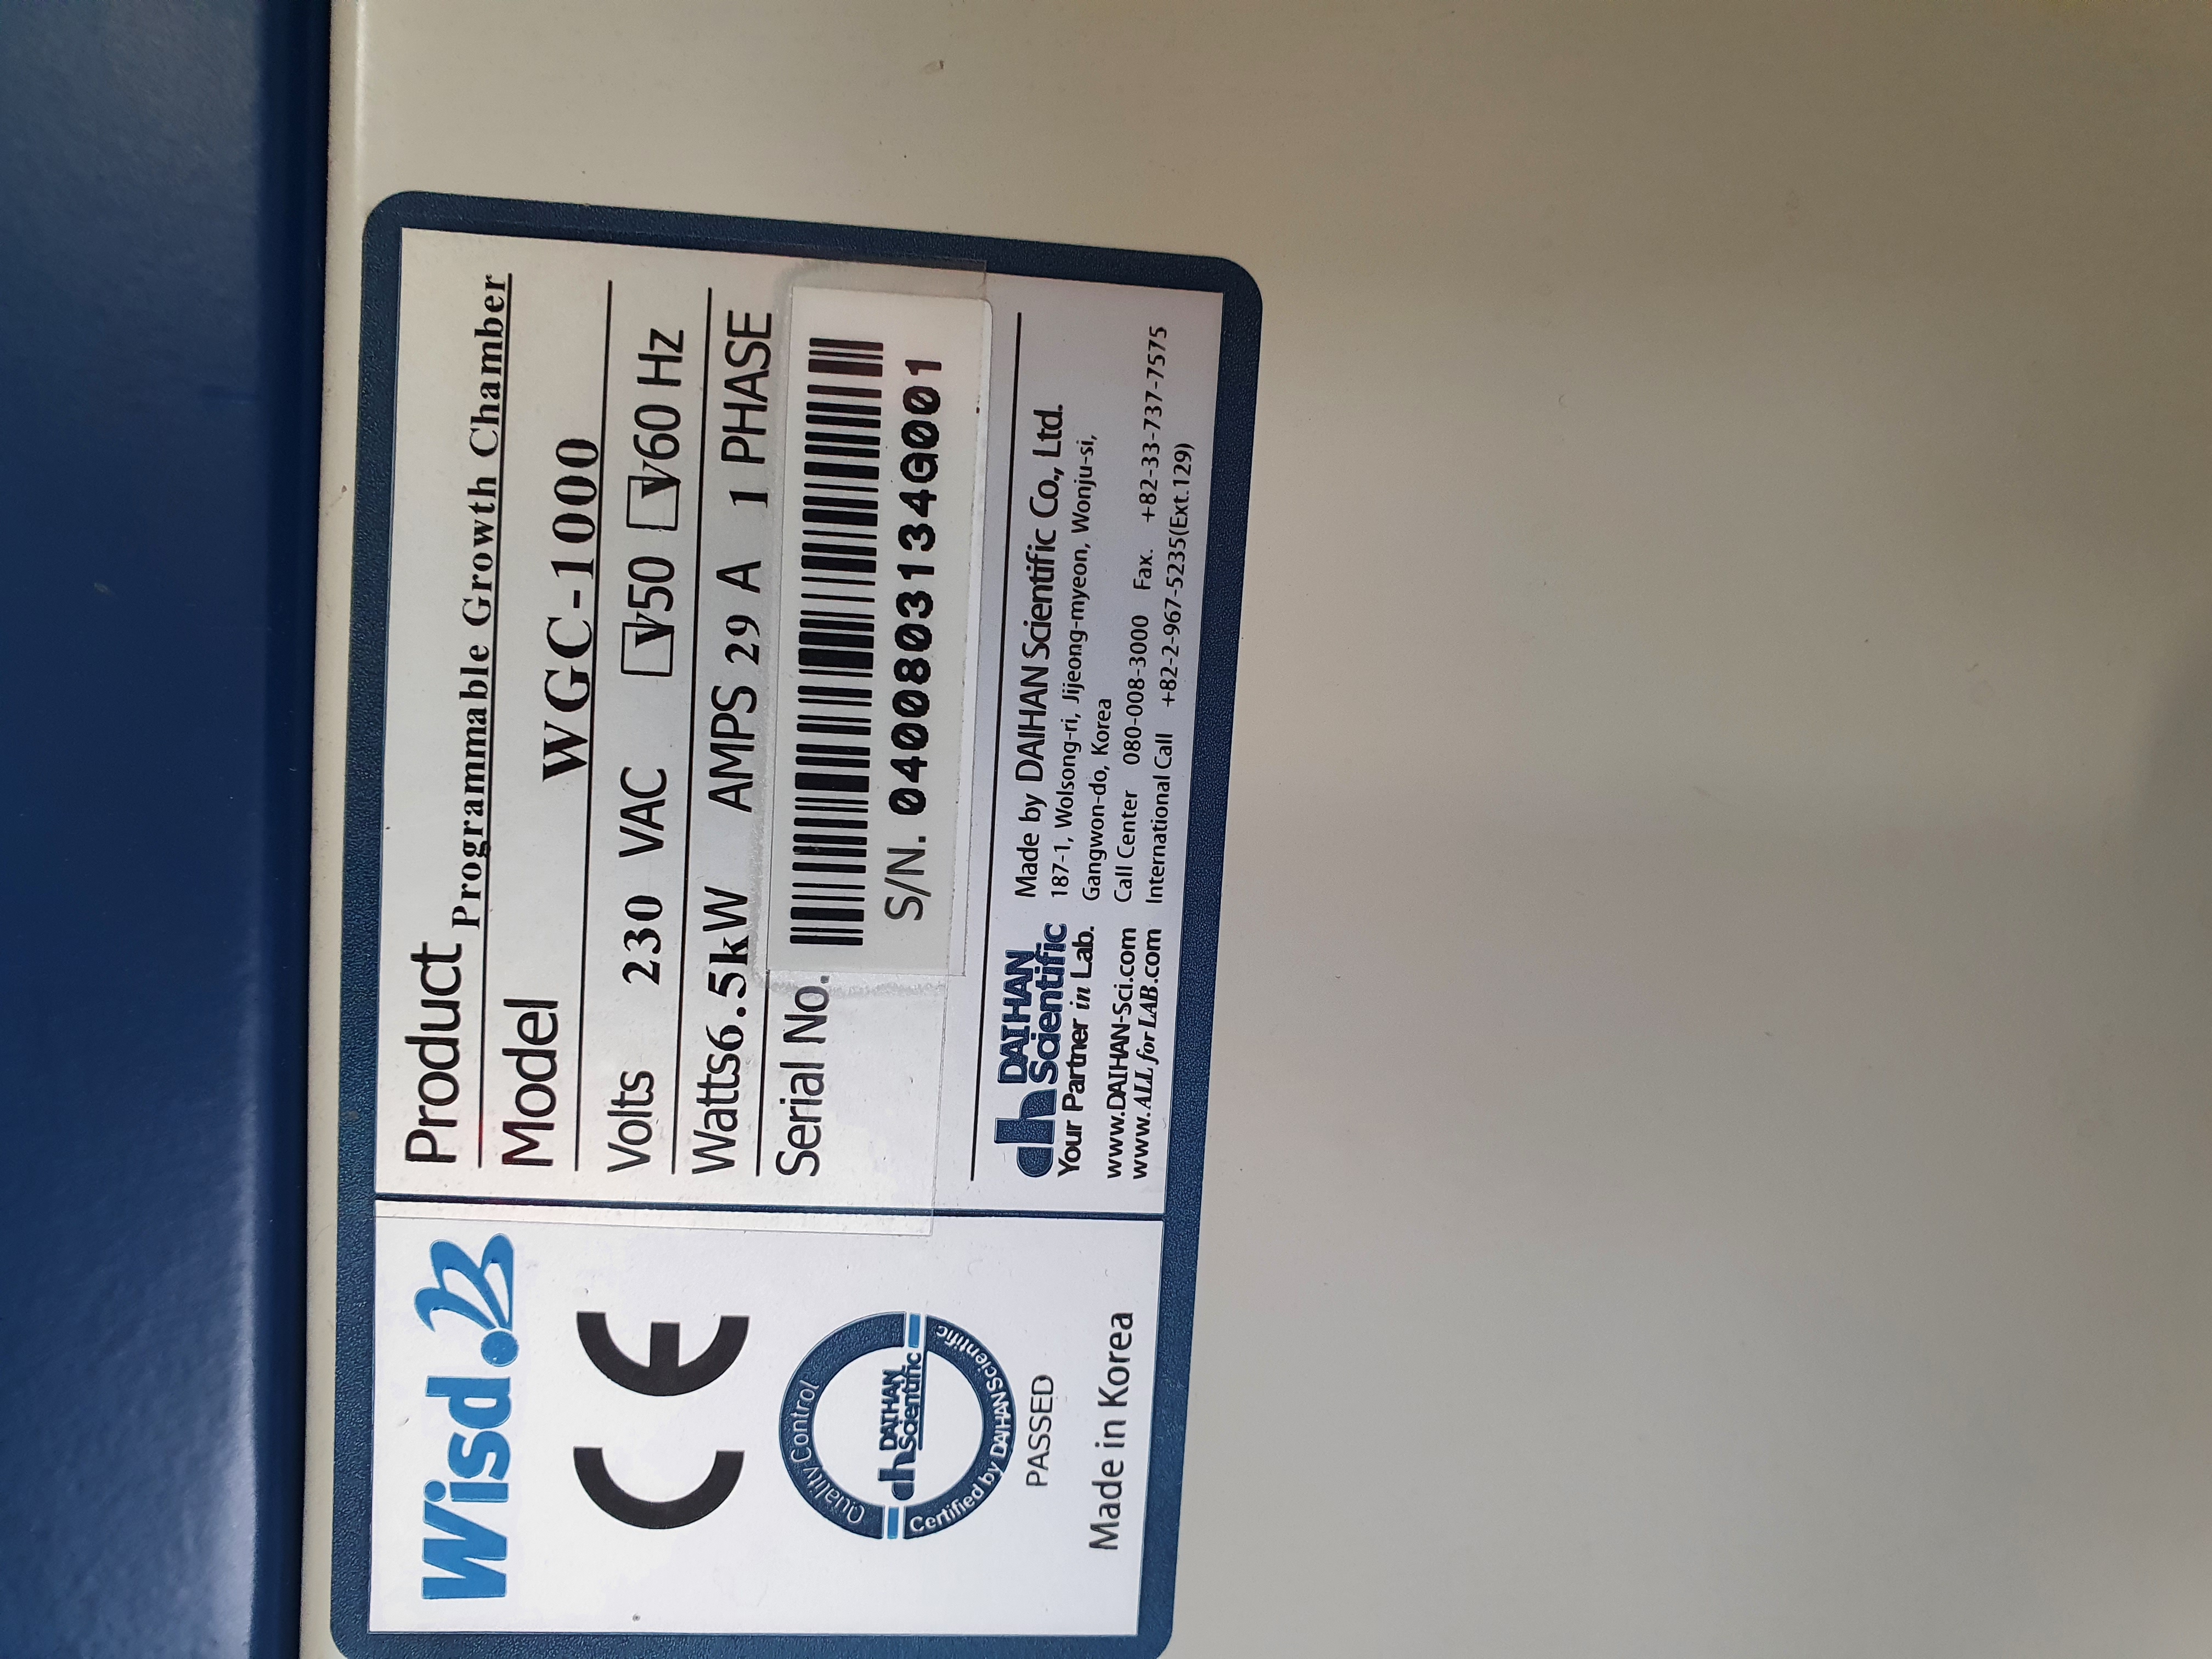 Wisd.
Quality Control
DAIHAN
Scientific
Certified by DAIHANScientific
PASSED
Made in Korea
Product Programmable Growth Chamber
Model WGC-1000
Volts 230 VAC V50 V60 Hz
Watts6.5kW AMPS 29 A 1 PHASE
Serial No.
S/N. 0400803134G001
dh DAIHAN
Scientific
Your Partner in Lab.
www.DAIHAN-Sci.com
www.ALL for LAB.com
Made by DAIHAN Scientific Co., Ltd.
187-1, Wolsong-ri, Jijeong-myeon, Wonju-si,
Gangwon-do, Korea
Call Center 080-008-3000 Fax. +82-33-737-7575
International Call +82-2-967-5235(Ext.129)